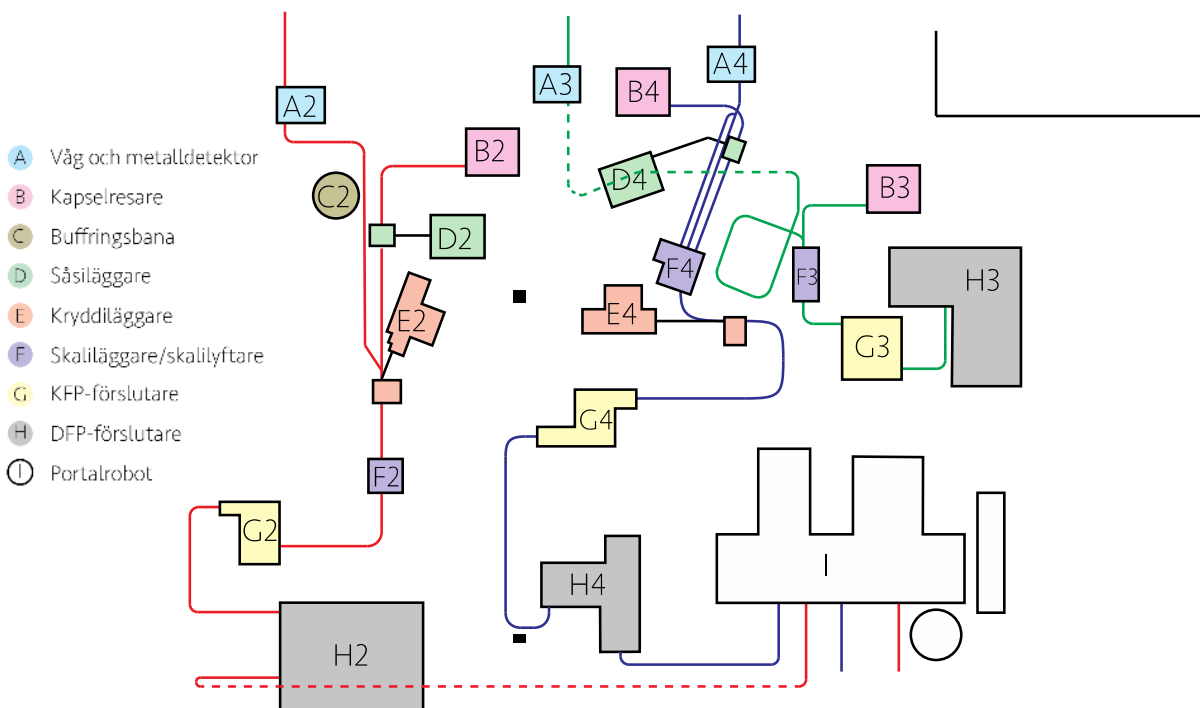 A Våg och metalldetektor
B Kapselresare
C Buffringsbana
D Såsiläggare
E Kryddiläggare
F Skaliläggare/skalilyftare
G KFP-förslutare
H DFP-förslutare
I Portalrobot
A2
A3
A4
B4
B2
B3
C2
D4
D2
F4
F3
H3
E2
E4
G3
G4
F2
G2
H4
I
H2